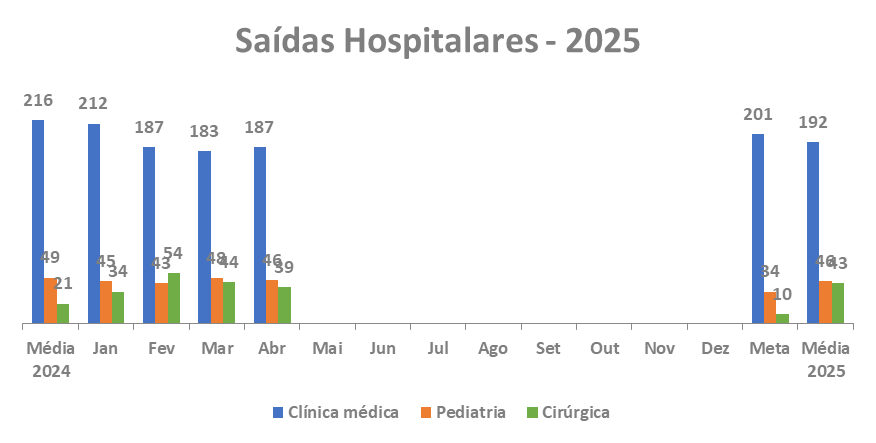 Saídas Hospitalares - 2025
216
49
21
212
45
34
187
43
54
183
48
44
187
46
39
201
34
10
192
46
43
Média 2024
Jan
Fev
Mar
Abr
Mai
Jun
Jul
Ago
Set
Out
Nov
Dez
Meta
Média 2025
Clínica médica
Pediatria
Cirúrgica